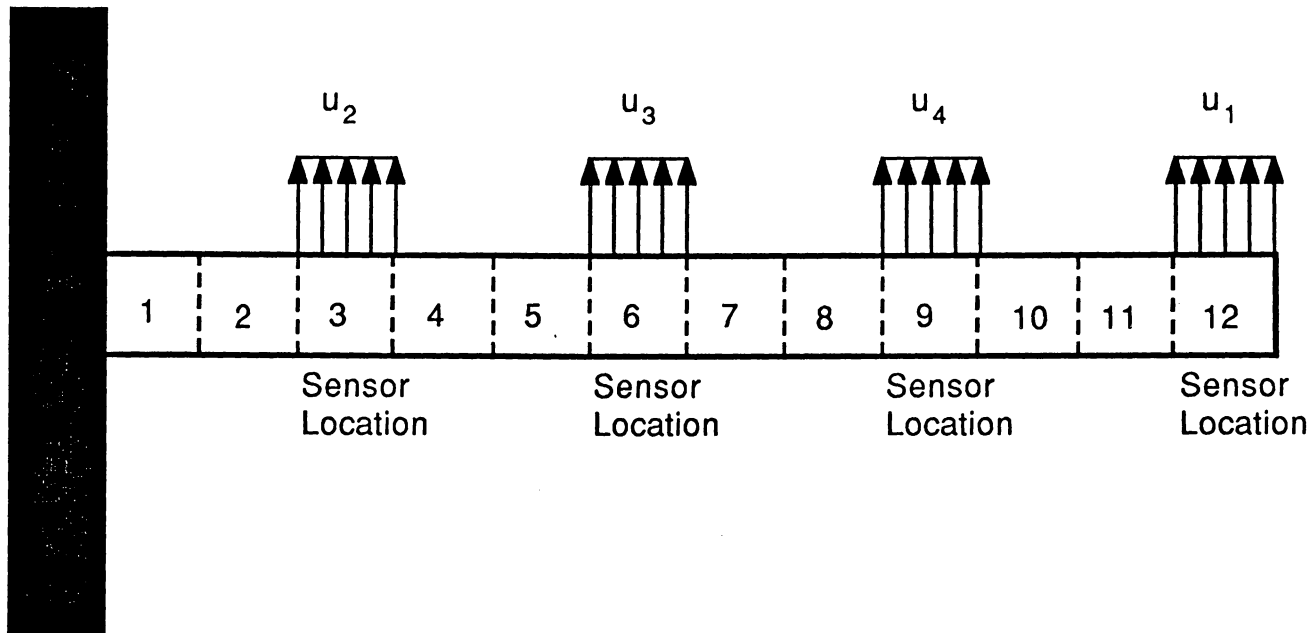 u2 u3 u4 u1
1 2 3 4 5 6 7 8 9 10 11 12
Sensor Sensor Sensor Sensor
Location Location Location Location